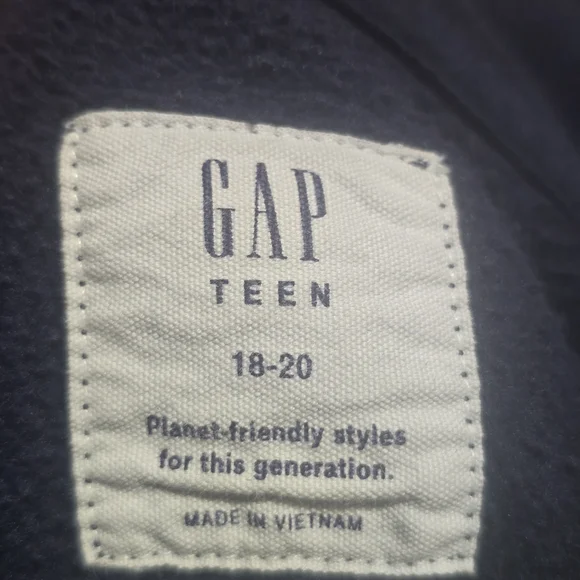 GAP
TEEN
18-20
Planet-friendly styles
for this generation.
MADE IN VIETNAM